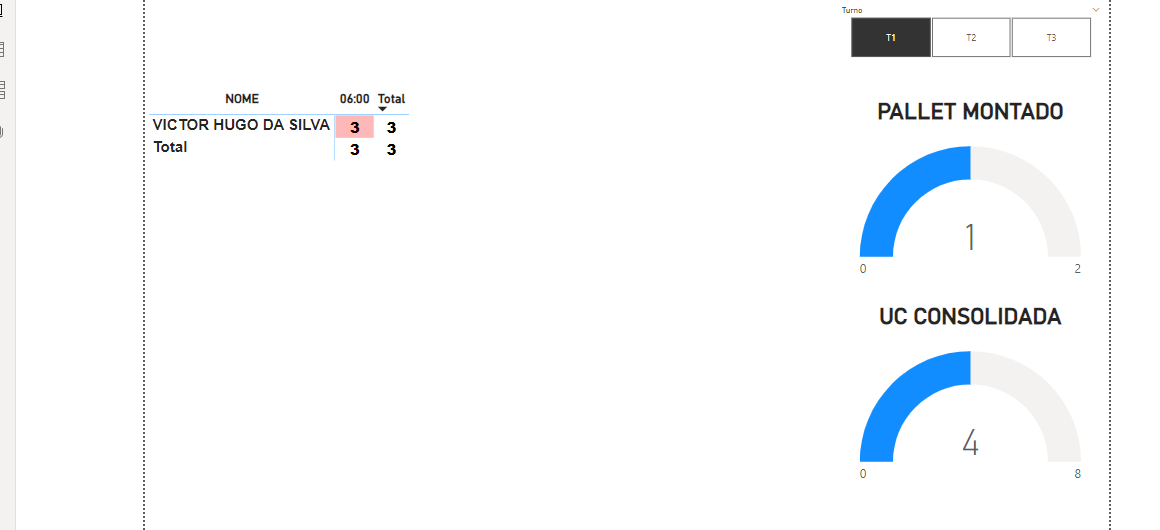 Turno
T1 T2 T3
NOME 06:00 Total
VICTOR HUGO DA SILVA 3 3
Total 3 3
PALLET MONTADO
1
0 2
UC CONSOLIDADA
4
0 8